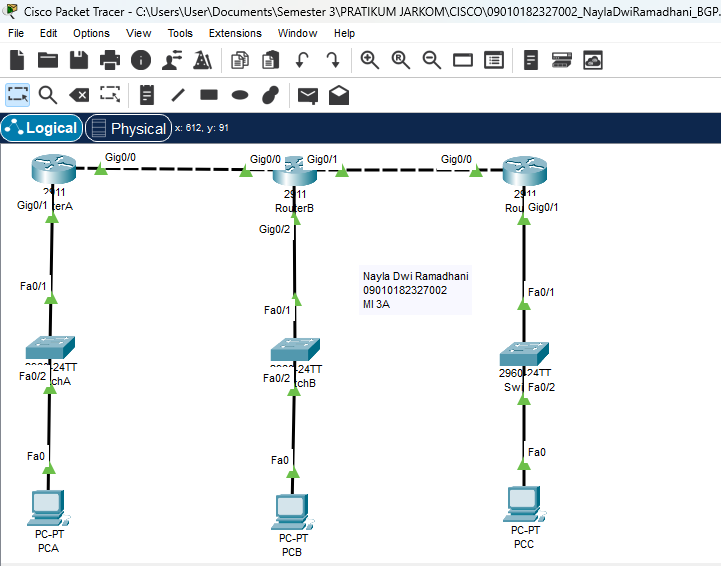 Cisco Packet Tracer - C:\Users\User\Documents\Semester 3\PRATIKUM JARKOM\CISCO\09010182327002_NaylaDwiRamadhani_BGP.
File Edit Options View Tools Extensions Window Help
Logical Physical x: 612, y: 91
Gig0/0 Gig0/0 Gig0/1 Gig0/0
2911 2911 2911
Gig0/1 terA RouterB Rou Gig0/1
Gig0/2
Nayla Dwi Ramadhani
09010182327002
MI 3A
Fa0/1 Fa0/1 Fa0/1
-24TT 2960-24TT 2960-24TT
Fa0/2 chA Fa0/2 tchB Swi Fa0/2
Fa0 Fa0 Fa0
PC-PT PC-PT PC-PT
PCA PCB PCC